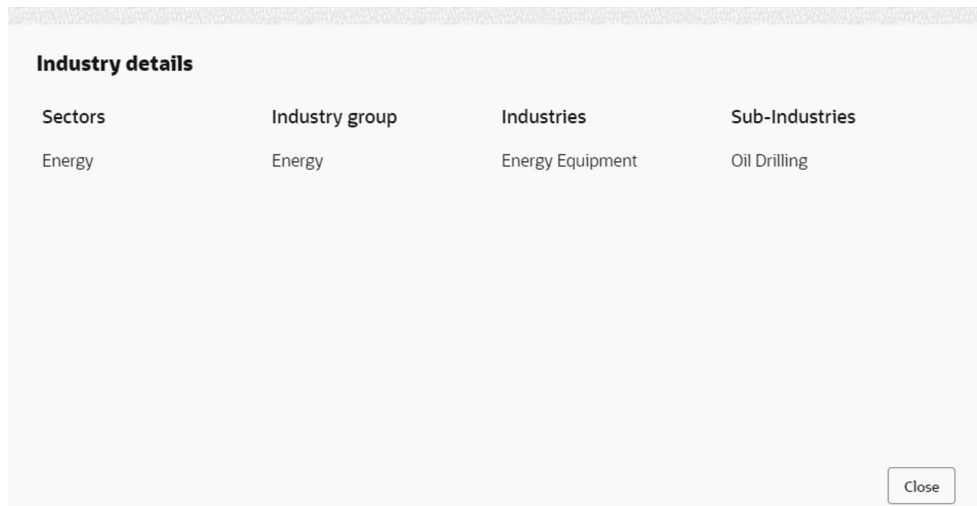 Industry details
Sectors Industry group Industries Sub-Industries
Energy Energy Energy Equipment Oil Drilling
Close